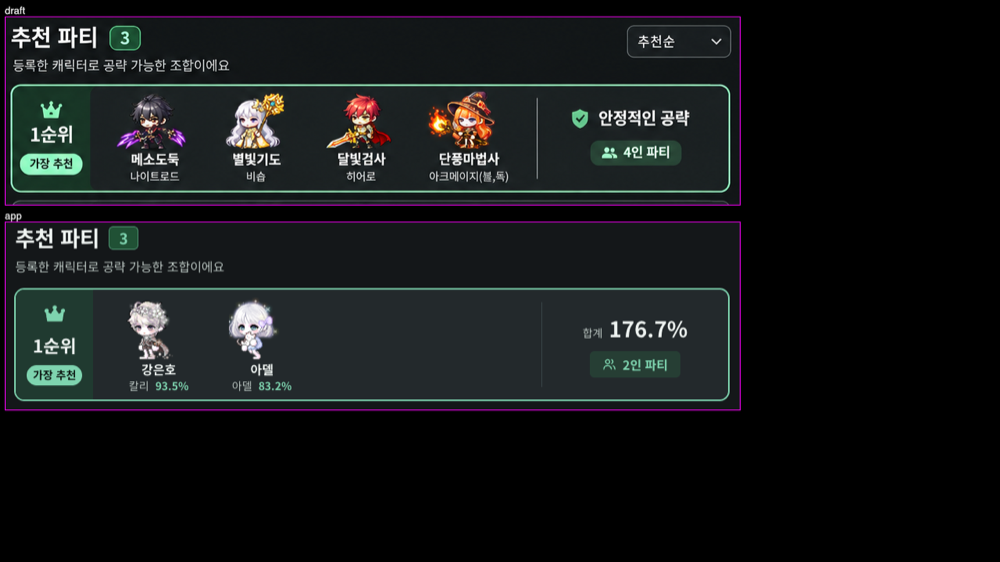 draft
추천 파티 3
추천순
등록한 캐릭터로 공략 가능한 조합이에요
1순위
가장 추천
메소도둑
나이트로드
별빛기도
비숍
달빛검사
히어로
단풍마법사
아크메이지(불,독)
안정적인 공략
4인 파티
app
추천 파티 3
등록한 캐릭터로 공략 가능한 조합이에요
1순위
가장 추천
강은호
칼리 93.5%
아델
아델 83.2%
합계 176.7%
2인 파티